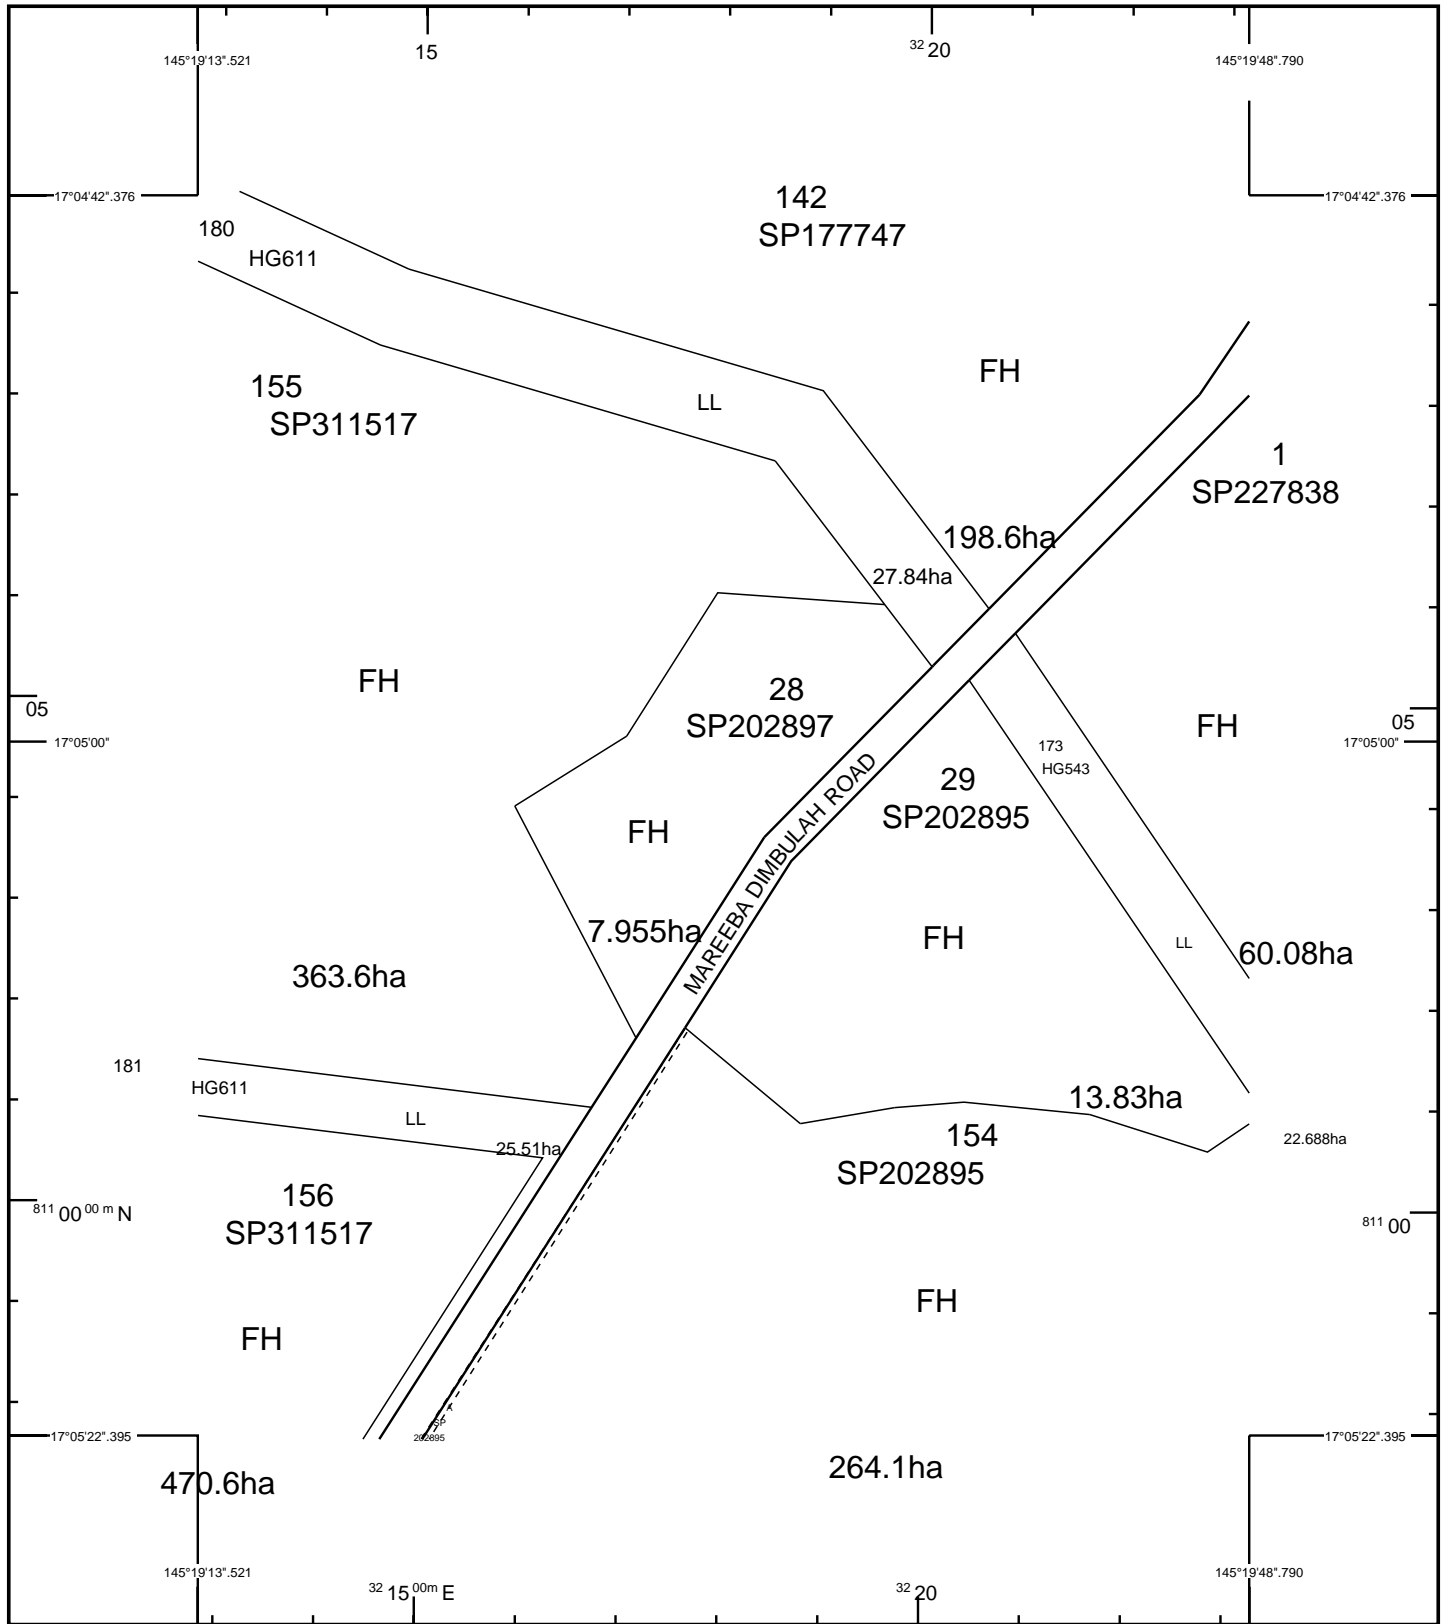 15
32 20
145°19'13".521
145°19'48".790
17°04'42".376
17°04'42".376
142
SP177747
180
HG611
FH
155
SP311517
LL
1
SP227838
198.6ha
27.84ha
FH
28
SP202897
05
05
17°05'00"
17°05'00"
FH
173
HG543
29
SP202895
MAREEBA DIMBULAH ROAD
FH
7.955ha
FH
LL
60.08ha
363.6ha
181
HG611
13.83ha
LL
25.51ha
154
22.688ha
SP202895
156
SP311517
811 00 00 m N
811 00
FH
FH
A
SP
202895
17°05'22".395
17°05'22".395
264.1ha
470.6ha
145°19'13".521
145°19'48".790
32 15 00m E
32 20